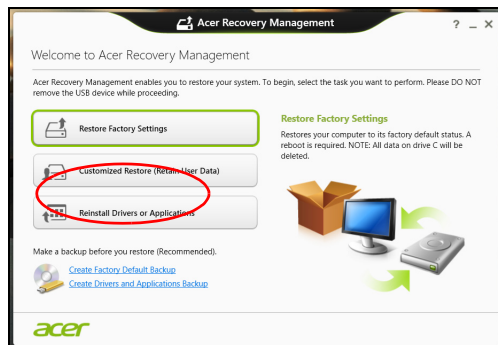 Acer Recovery Management
Welcome to Acer Recovery Management
Acer Recovery Management enables you to restore your system. To begin, select the task you want to perform. Please DO NOT
remove the USB device while proceeding.
Restore Factory Settings
Customized Restore (Retain User Data)
Reinstall Drivers or Applications
Restore Factory Settings
Restores your computer to its factory default status. A
reboot is required. NOTE: All data on drive C will be
deleted.
Make a backup before you restore (Recommended).
Create Factory Default Backup
Create Drivers and Applications Backup
acer